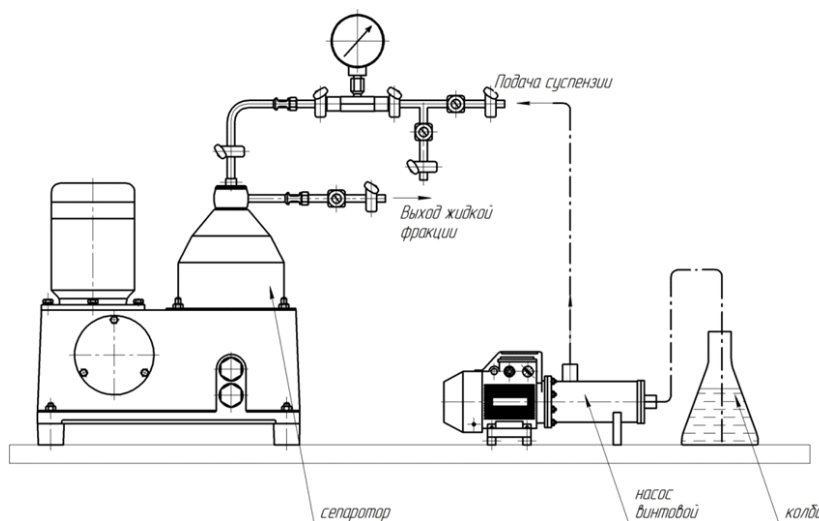 Подача суспензии
Выход жидкой
фракции
сепаротор
насос
винтовой
колба